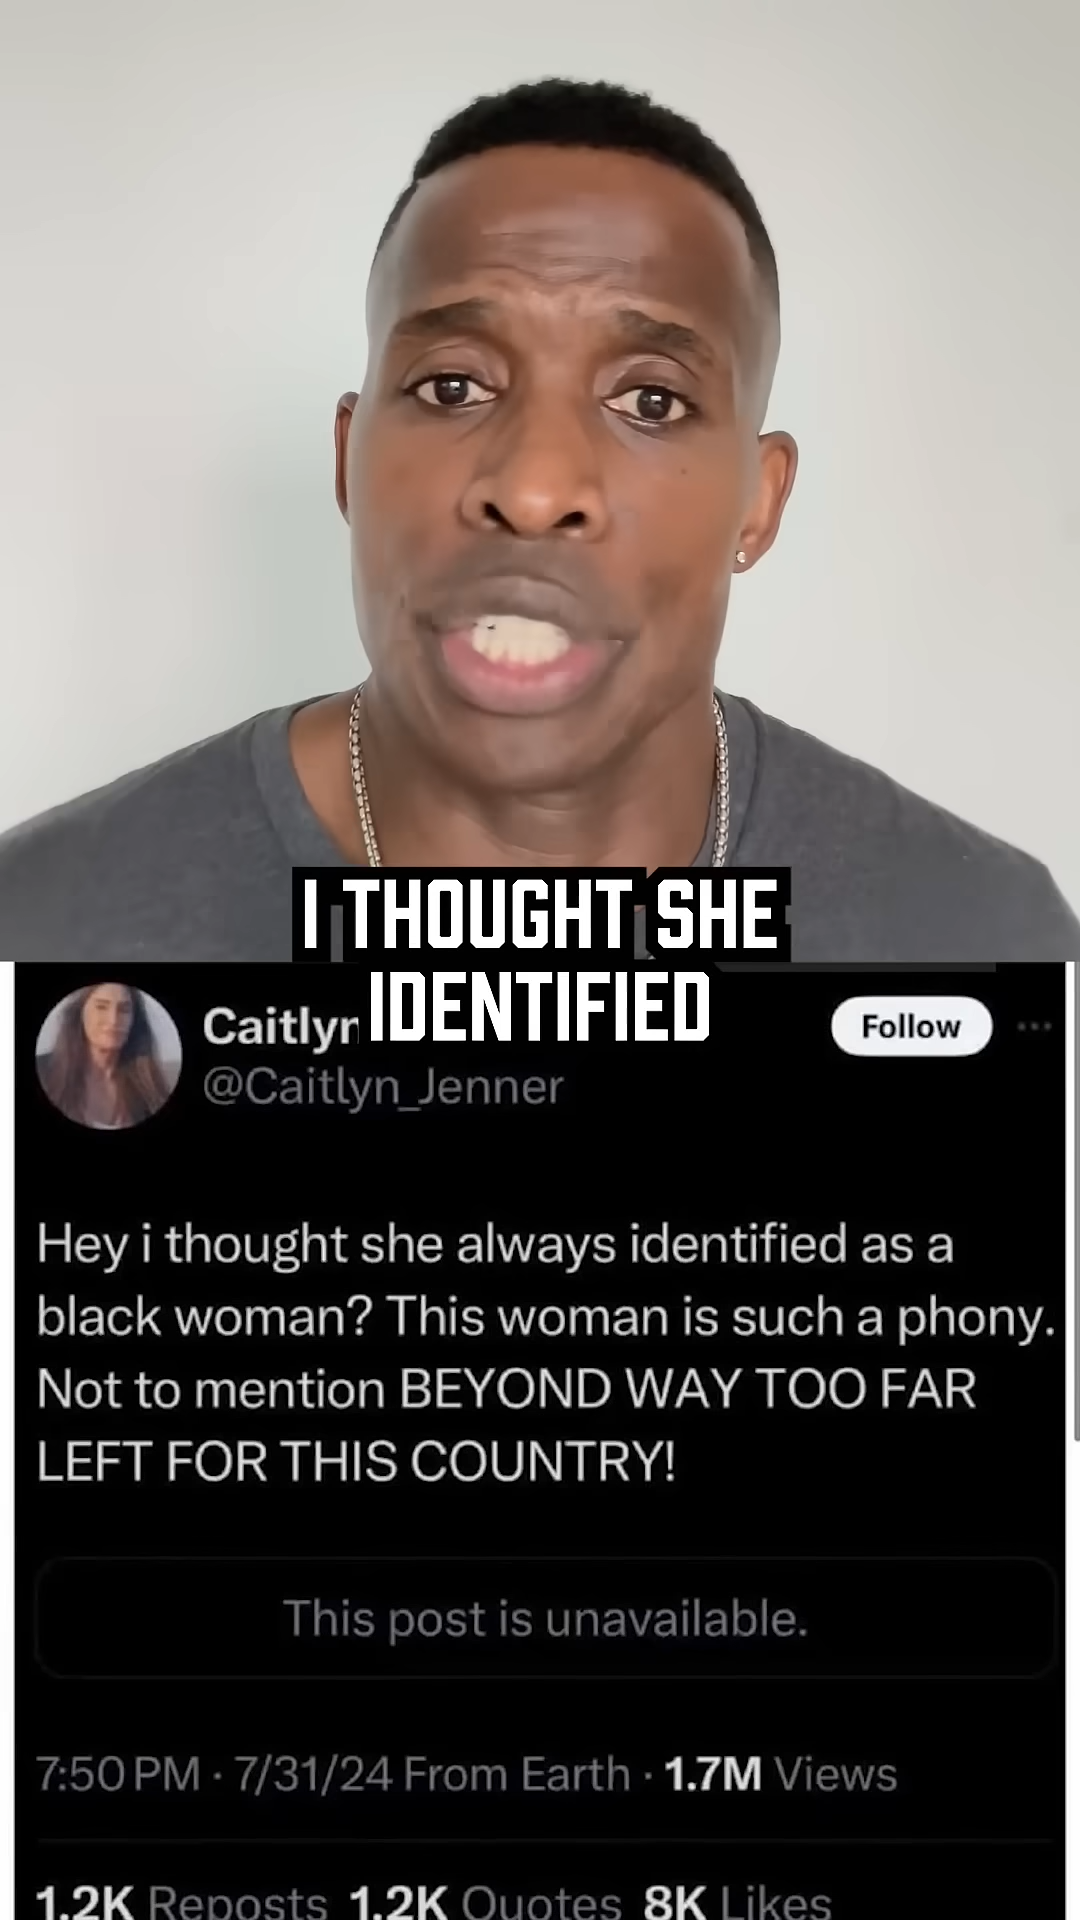 I THOUGHT SHE
IDENTIFIED
Caitlyn
Follow
@Caitlyn_Jenner
Hey i thought she always identified as a
black woman? This woman is such a phony.
Not to mention BEYOND WAY TOO FAR
LEFT FOR THIS COUNTRY!
This post is unavailable.
7:50 PM · 7/31/24 From Earth · 1.7M Views
1.2K Reposts 1.2K Quotes 8K Likes